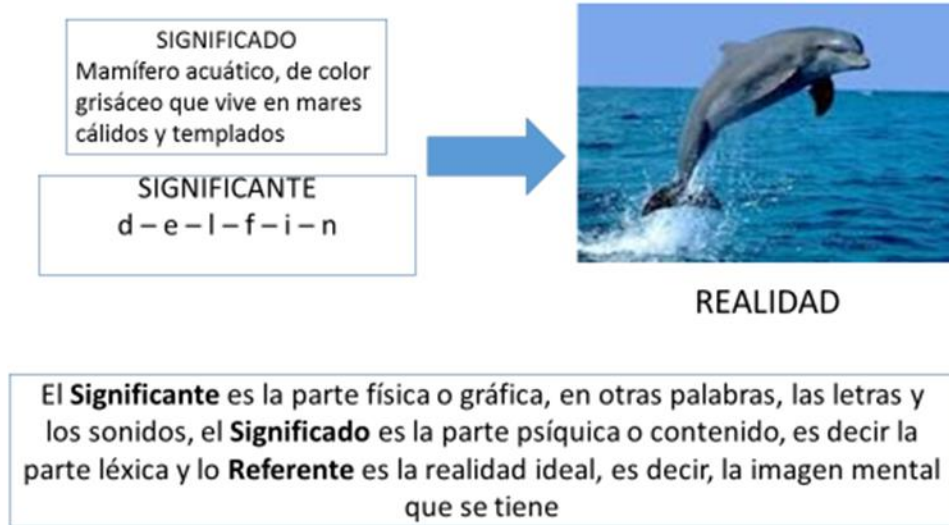 SIGNIFICADO
Mamífero acuático, de color
grisáceo que vive en mares
cálidos y templados
SIGNIFICANTE
d – e – l – f – i – n
REALIDAD
El Significante es la parte física o gráfica, en otras palabras, las letras y
los sonidos, el Significado es la parte psíquica o contenido, es decir la
parte léxica y lo Referente es la realidad ideal, es decir, la imagen mental
que se tiene